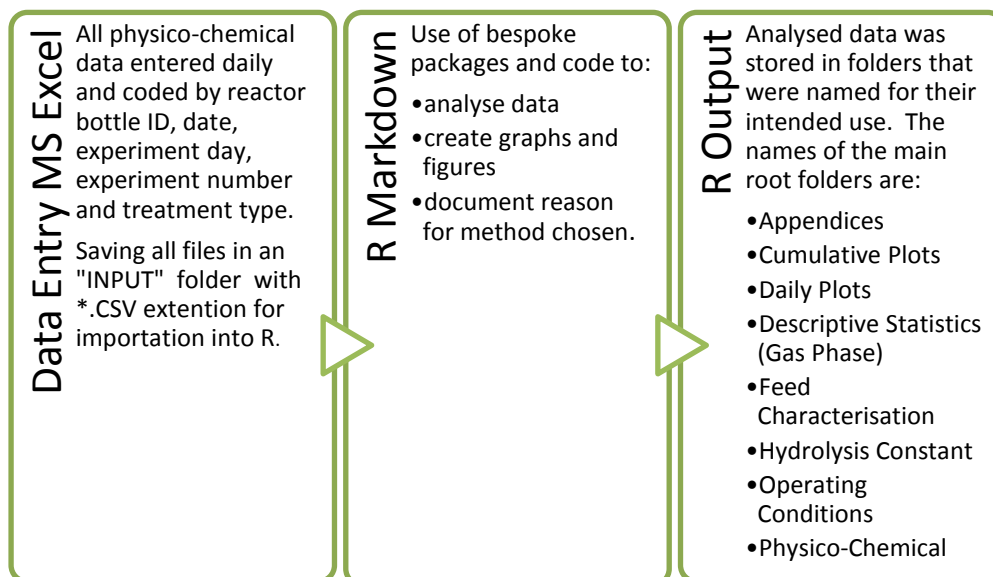 Data Entry MS Excel
All physico-chemical
data entered daily
and coded by reactor
bottle ID, date,
experiment day,
experiment number
and treatment type.
Saving all files in an
"INPUT" folder with
*.CSV extention for
importation into R.
R Markdown
Use of bespoke
packages and code to:
•analyse data
•create graphs and
figures
•document reason
for method chosen.
R Output
Analysed data was
stored in folders that
were named for their
intended use. The
names of the main
root folders are:
•Appendices
•Cumulative Plots
•Daily Plots
•Descriptive Statistics
(Gas Phase)
•Feed
Characterisation
•Hydrolysis Constant
•Operating
Conditions
•Physico-Chemical